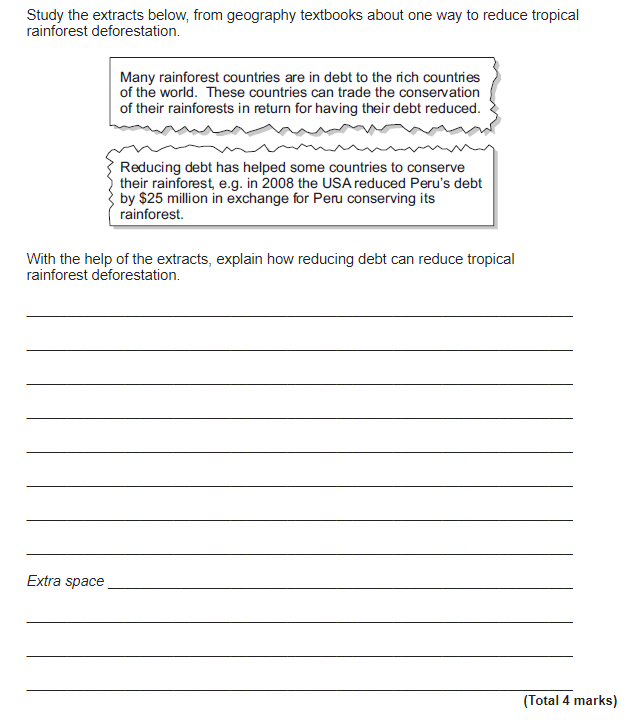 Study the extracts below, from geography textbooks about one way to reduce tropical
rainforest deforestation.
Many rainforest countries are in debt to the rich countries
of the world. These countries can trade the conservation
of their rainforests in return for having their debt reduced.
Reducing debt has helped some countries to conserve
their rainforest, e.g. in 2008 the USA reduced Peru's debt
by $25 million in exchange for Peru conserving its
rainforest.
With the help of the extracts, explain how reducing debt can reduce tropical
rainforest deforestation.
Extra space
(Total 4 marks)